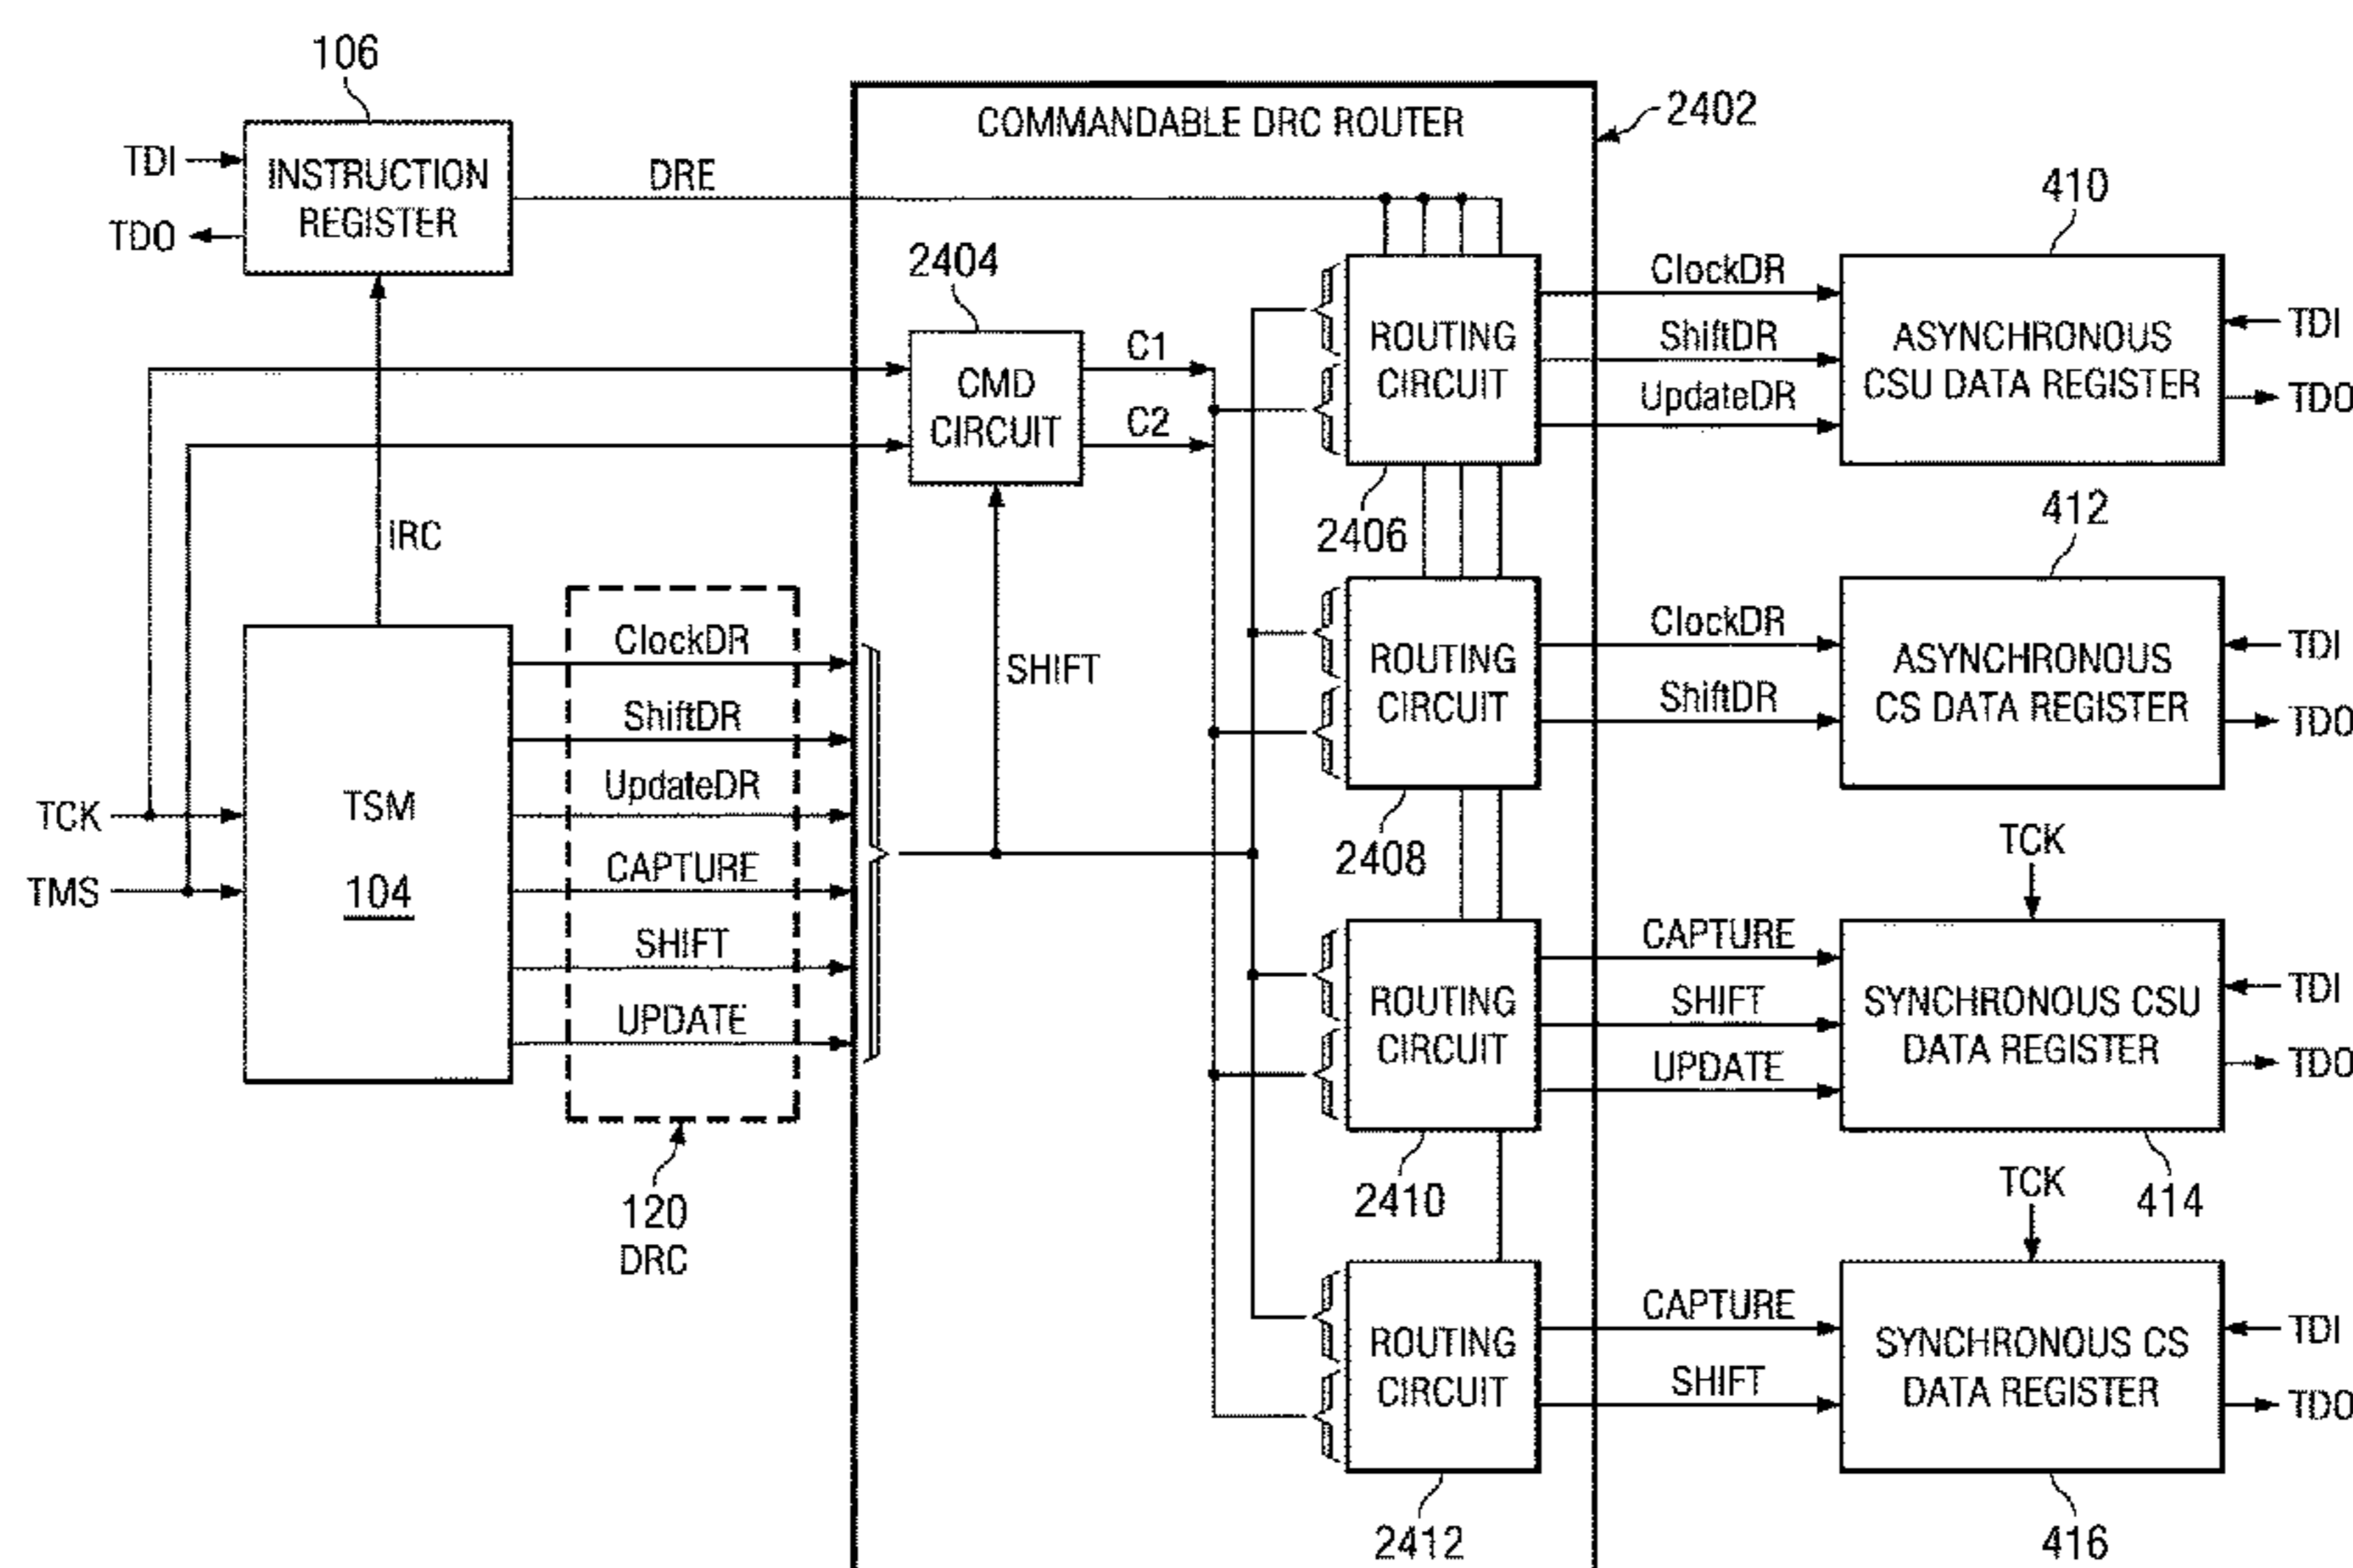 106
TDI
TDO
INSTRUCTION
REGISTER
DRE
COMMANDABLE DRC ROUTER
2402
2404
CMD
CIRCUIT
C1
C2
IRC
SHIFT
TCK
TMS
TSM
104
ClockDR
ShiftDR
UpdateDR
CAPTURE
SHIFT
UPDATE
120
DRC
ROUTING
CIRCUIT
2406
ClockDR
ShiftDR
UpdateDR
410
ASYNCHRONOUS
CSU DATA REGISTER
TDI
TDO
ROUTING
CIRCUIT
2408
ClockDR
ShiftDR
412
ASYNCHRONOUS
CS DATA REGISTER
TDI
TDO
ROUTING
CIRCUIT
2410
CAPTURE
SHIFT
UPDATE
TCK
SYNCHRONOUS CSU
DATA REGISTER
414
TDI
TDO
ROUTING
CIRCUIT
2412
CAPTURE
SHIFT
TCK
SYNCHRONOUS CS
DATA REGISTER
416
TDI
TDO